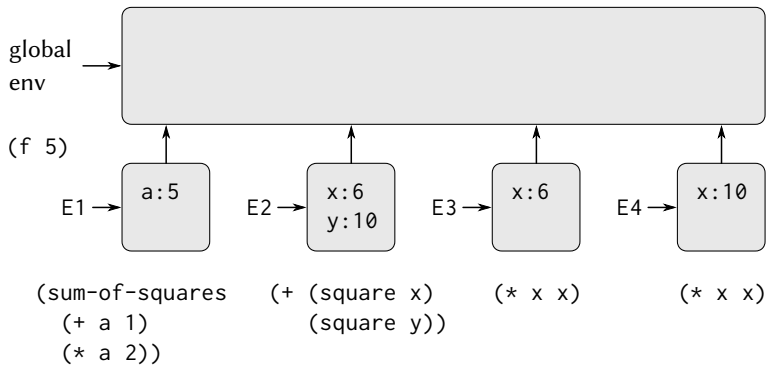 global
env
(f 5)
E1
a:5
E2
x:6
y:10
E3
x:6
E4
x:10
(sum-of-squares
  (+ a 1)
  (* a 2))
(+ (square x)
   (square y))
(* x x)
(* x x)